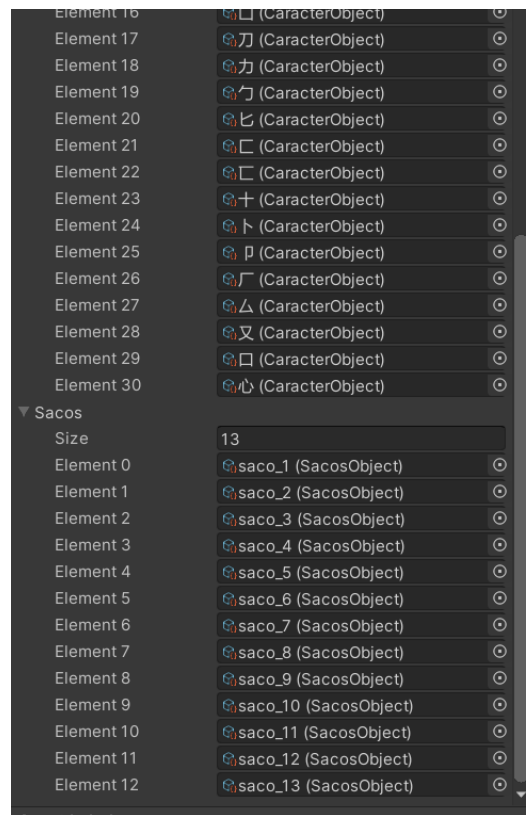 Element 16 凵 (CaracterObject)
Element 17 刀 (CaracterObject)
Element 18 力 (CaracterObject)
Element 19 勹 (CaracterObject)
Element 20 匕 (CaracterObject)
Element 21 匚 (CaracterObject)
Element 22 匸 (CaracterObject)
Element 23 十 (CaracterObject)
Element 24 卜 (CaracterObject)
Element 25 卩 (CaracterObject)
Element 26 厂 (CaracterObject)
Element 27 厶 (CaracterObject)
Element 28 又 (CaracterObject)
Element 29 口 (CaracterObject)
Element 30 心 (CaracterObject)
Sacos
Size 13
Element 0 saco_1 (SacosObject)
Element 1 saco_2 (SacosObject)
Element 2 saco_3 (SacosObject)
Element 3 saco_4 (SacosObject)
Element 4 saco_5 (SacosObject)
Element 5 saco_6 (SacosObject)
Element 6 saco_7 (SacosObject)
Element 7 saco_8 (SacosObject)
Element 8 saco_9 (SacosObject)
Element 9 saco_10 (SacosObject)
Element 10 saco_11 (SacosObject)
Element 11 saco_12 (SacosObject)
Element 12 saco_13 (SacosObject)